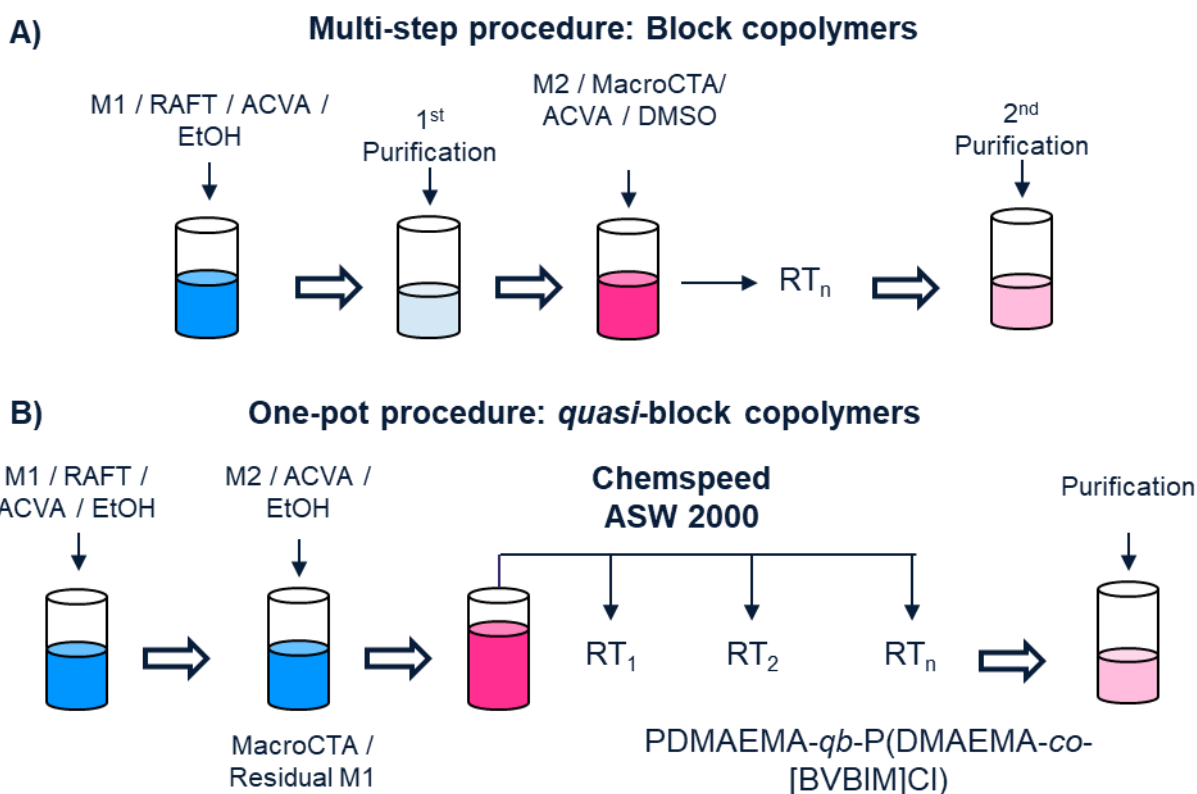 A)
Multi-step procedure: Block copolymers
M1 / RAFT / ACVA /
EtOH
1st
Purification
M2 / MacroCTA/
ACVA / DMSO
RTn
2nd
Purification
B)
One-pot procedure: quasi-block copolymers
M1 / RAFT /
ACVA / EtOH
M2 / ACVA /
EtOH
Chemspeed
ASW 2000
Purification
RT1
RT2
RTn
MacroCTA /
Residual M1
PDMAEMA-qb-P(DMAEMA-co-
[BVBIM]Cl)